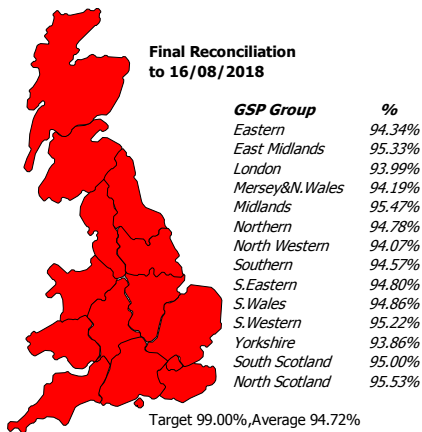 Final Reconciliation
to 16/08/2018
GSP Group %
Eastern 94.34%
East Midlands 95.33%
London 93.99%
Mersey&N.Wales 94.19%
Midlands 95.47%
Northern 94.78%
North Western 94.07%
Southern 94.57%
S.Eastern 94.80%
S.Wales 94.86%
S.Western 95.22%
Yorkshire 93.86%
South Scotland 95.00%
North Scotland 95.53%
Target 99.00%,Average 94.72%